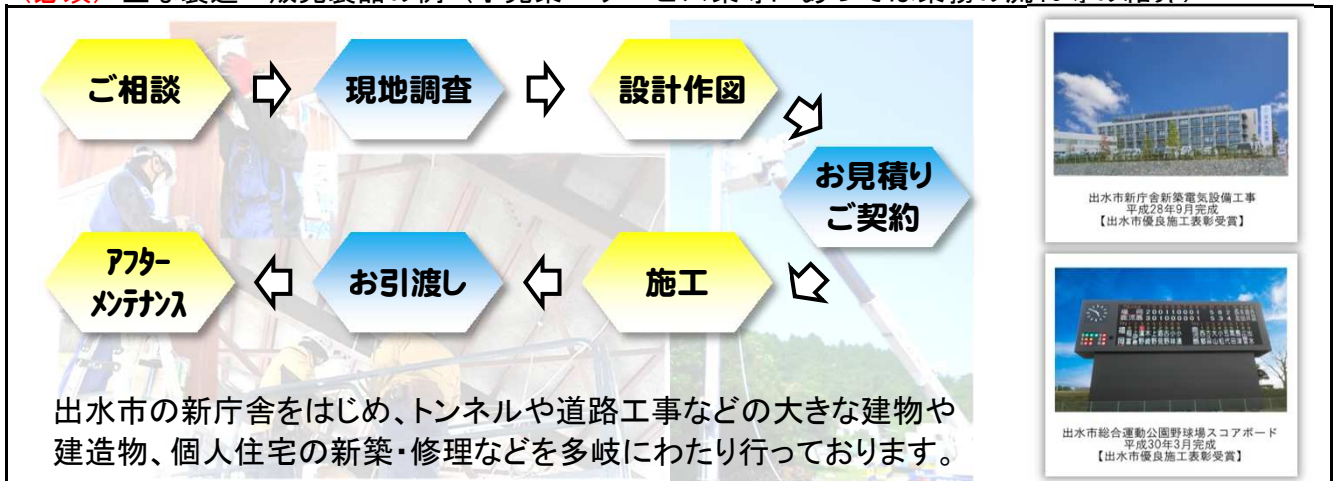 ご相談
現地調査
設計作図
お見積り
ご契約
施工
お引渡し
アフター
メンテナンス
出水市の新庁舎をはじめ、トンネルや道路工事などの大きな建物や
建造物、個人住宅の新築・修理などを多岐にわたり行っております。
出水市新庁舎新築電気設備工事
平成28年9月完成
【出水市優良施工表彰受賞】
出水市総合運動公園野球場スコアボード
平成30年3月完成
【出水市優良施工表彰受賞】